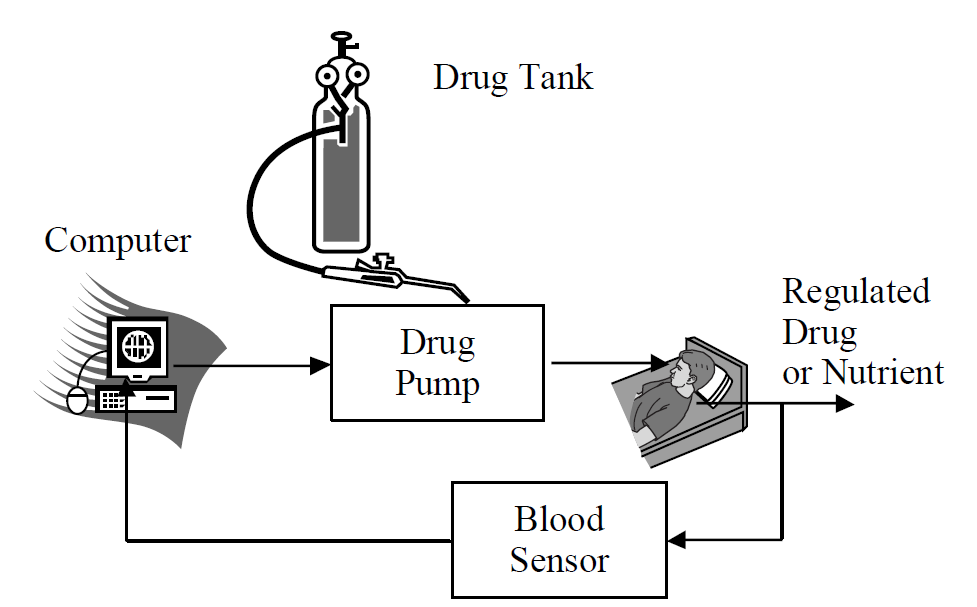 Drug Tank
Computer
Drug
Pump
Regulated
Drug
or Nutrient
Blood
Sensor